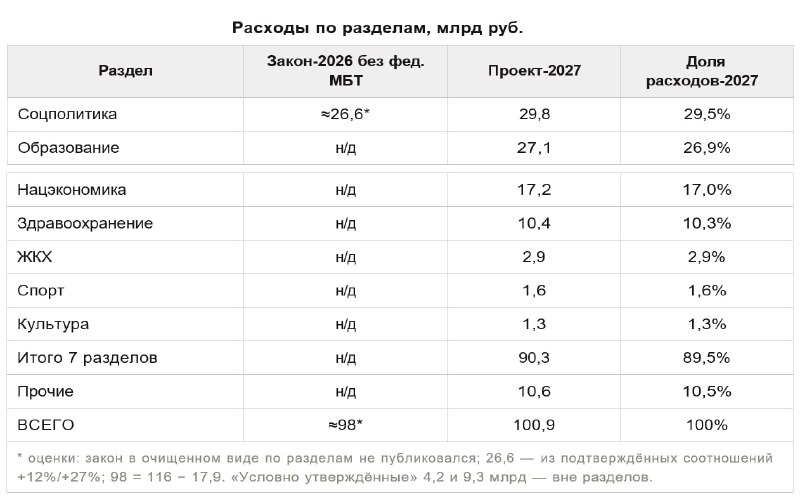 Расходы по разделам, млрд руб.
Раздел Закон-2026 без фед. МБТ Проект-2027 Доля расходов-2027
Соцполитика ≈26,6* 29,8 29,5%
Образование н/д 27,1 26,9%
Нацэкономика н/д 17,2 17,0%
Здравоохранение н/д 10,4 10,3%
ЖКХ н/д 2,9 2,9%
Спорт н/д 1,6 1,6%
Культура н/д 1,3 1,3%
Итого 7 разделов н/д 90,3 89,5%
Прочие н/д 10,6 10,5%
ВСЕГО ≈98* 100,9 100%
* оценки: закон в очищенном виде по разделам не публиковался; 26,6 — из подтверждённых соотношений
+12%/+27%; 98 = 116 − 17,9. «Условно утверждённые» 4,2 и 9,3 млрд — вне разделов.